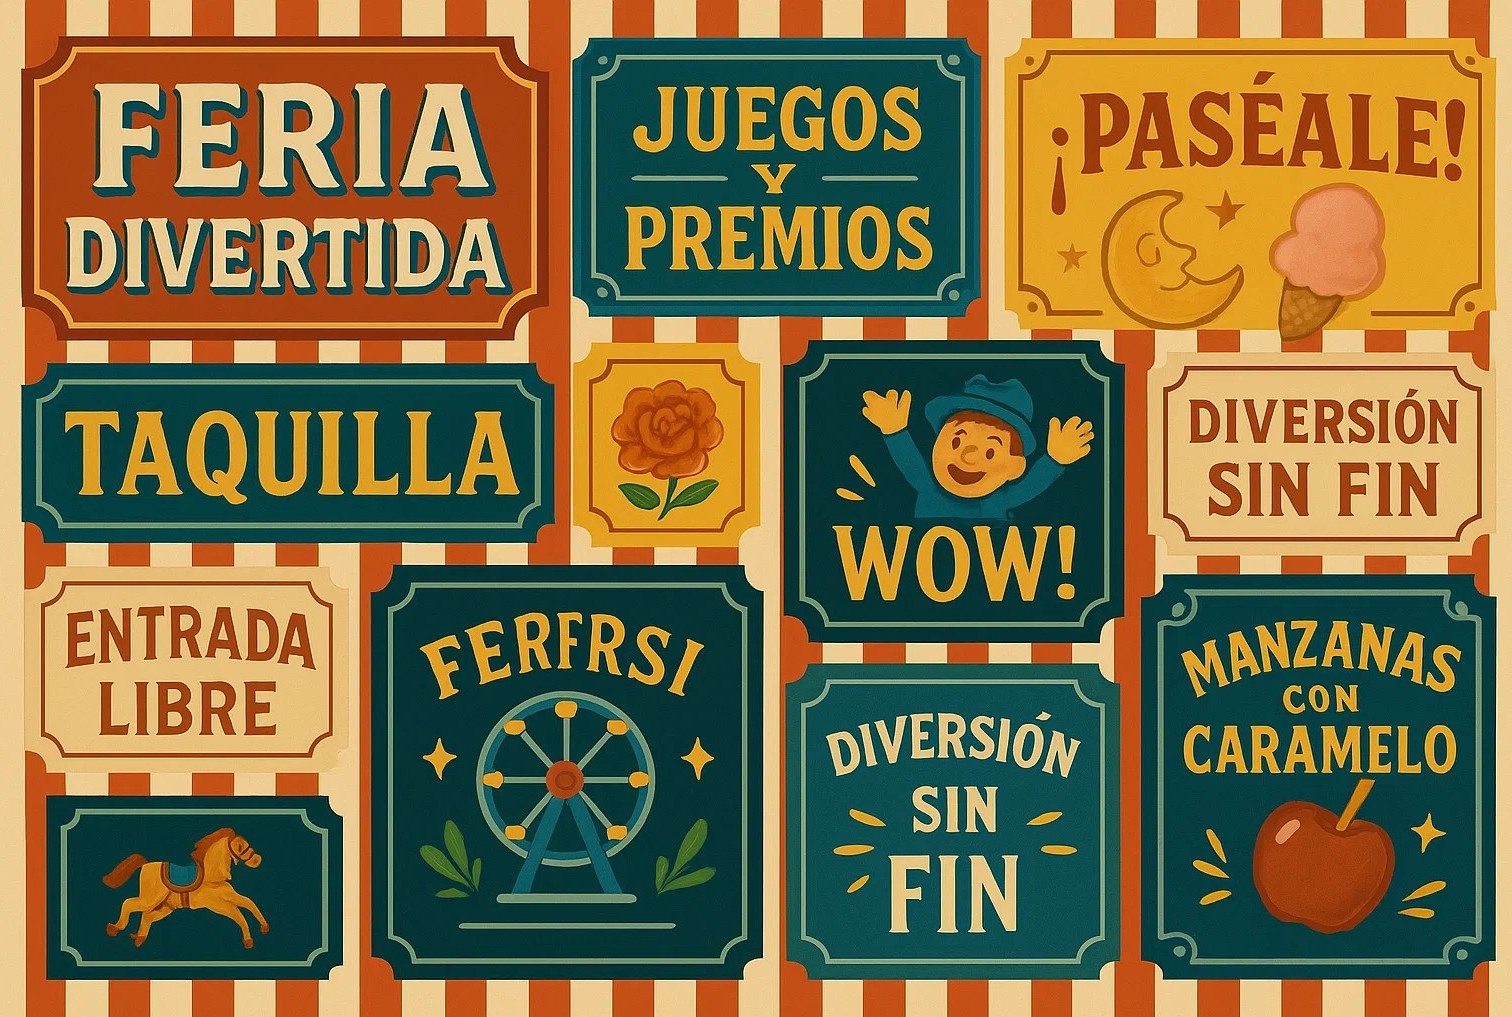 FERIA
DIVERTIDA
JUEGOS
Y
PREMIOS
¡PASÉALE!
TAQUILLA
WOW!
DIVERSIÓN
SIN FIN
ENTRADA
LIBRE
FERFRSI
DIVERSIÓN
SIN
FIN
MANZANAS
CON
CARAMELO